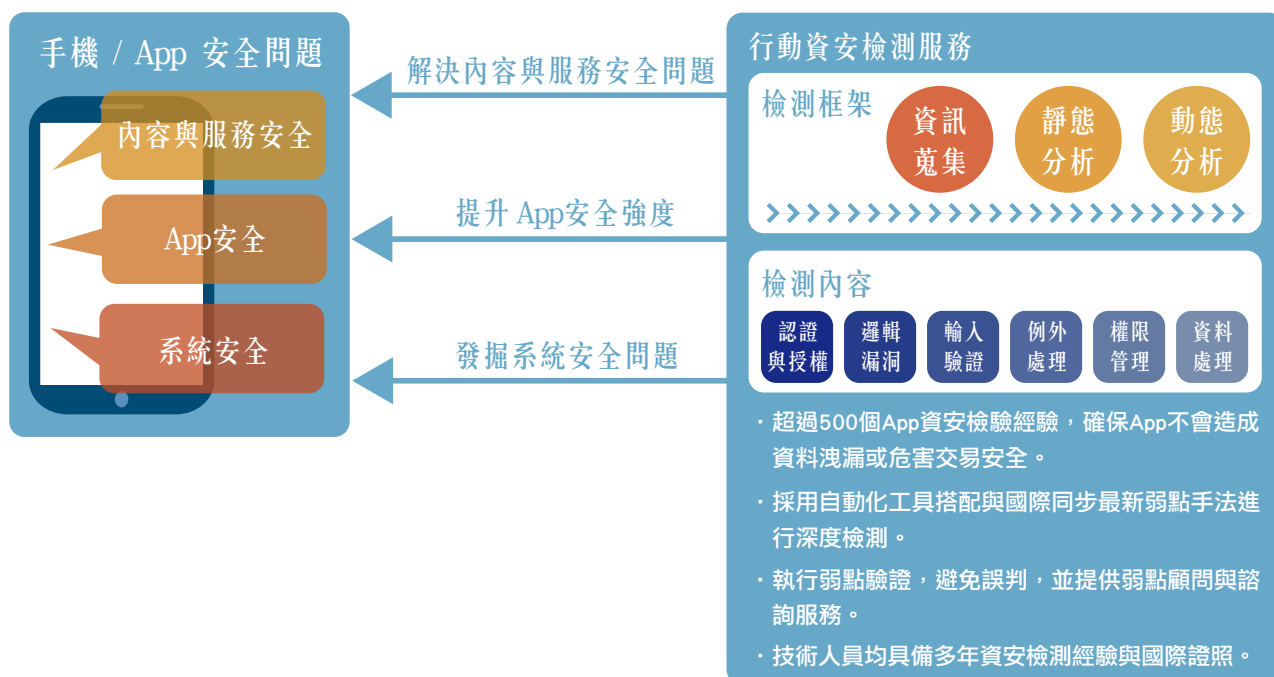 手機 / App 安全問題
內容與服務安全
App安全
系統安全
解決內容與服務安全問題
提升 App安全強度
發掘系統安全問題
行動資安檢測服務
檢測框架
資訊
蒐集
靜態
分析
動態
分析
檢測內容
認證
與授權
邏輯
漏洞
輸入
驗證
例外
處理
權限
管理
資料
處理
·超過500個App資安檢驗經驗，確保App不會造成
資料洩漏或危害交易安全。
·採用自動化工具搭配與國際同步最新弱點手法進
行深度檢測。
·執行弱點驗證，避免誤判，並提供弱點顧問與諮
詢服務。
·技術人員均具備多年資安檢測經驗與國際證照。